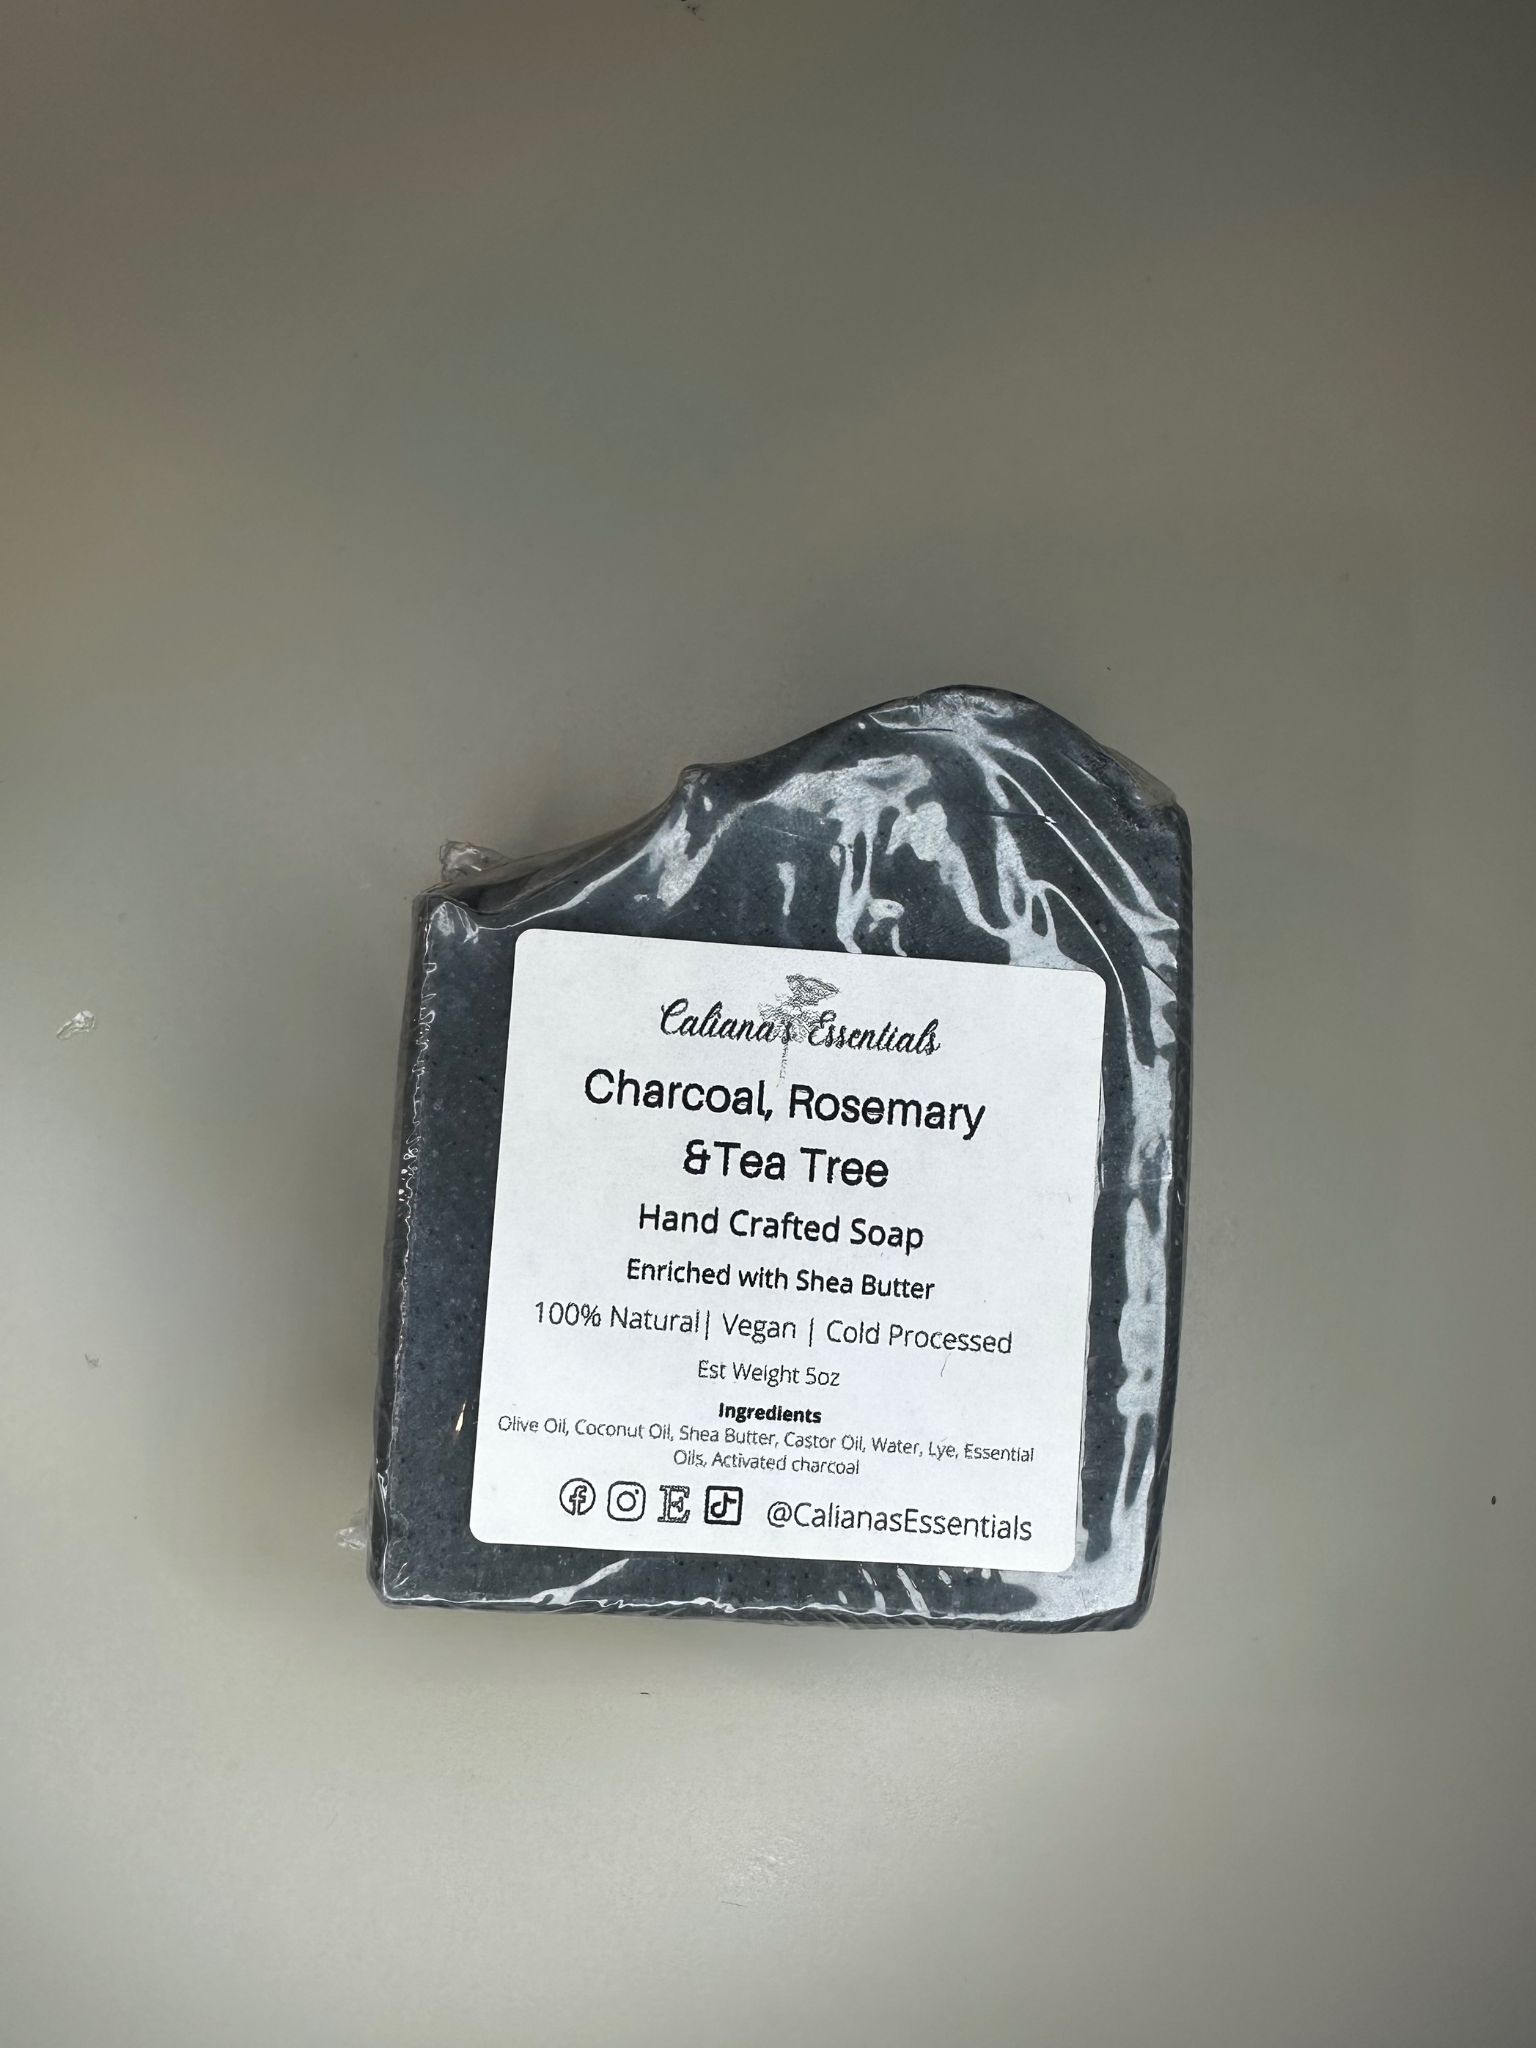 Caliana's Essentials
Charcoal, Rosemary
&Tea Tree
Hand Crafted Soap
Enriched with Shea Butter
100% Natural| Vegan | Cold Processed
Est Weight 5oz
Ingredients
Olive Oil, Coconut Oil, Shea Butter, Castor Oil, Water, Lye, Essential
Oils, Activated charcoal
E @CalianasEssentials